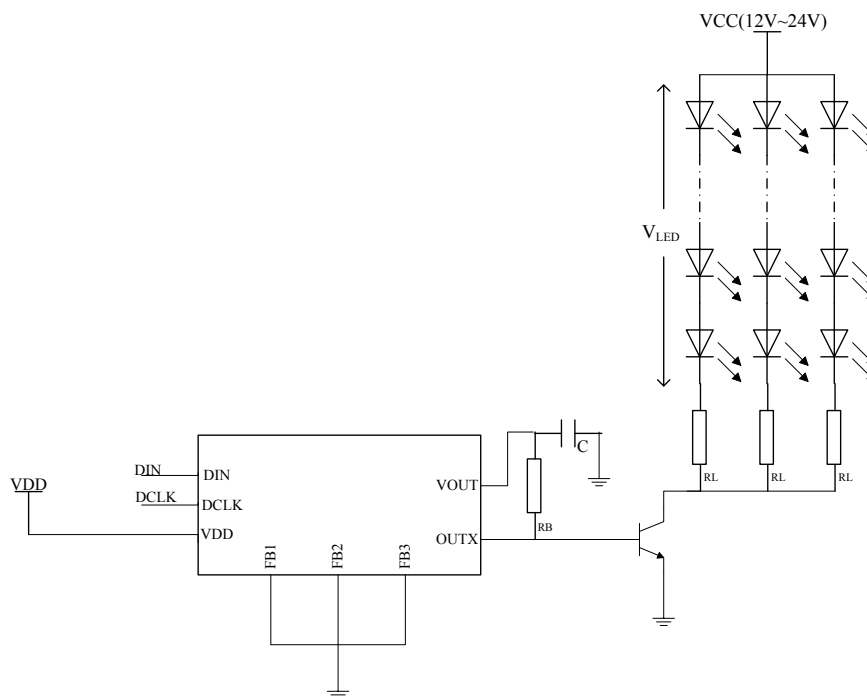 VCC(12V~24V)
VLED
RL
RL
RL
C
RB
VDD
DIN
DCLK
DIN
DCLK
VDD
VOUT
OUTX
FB1
FB2
FB3